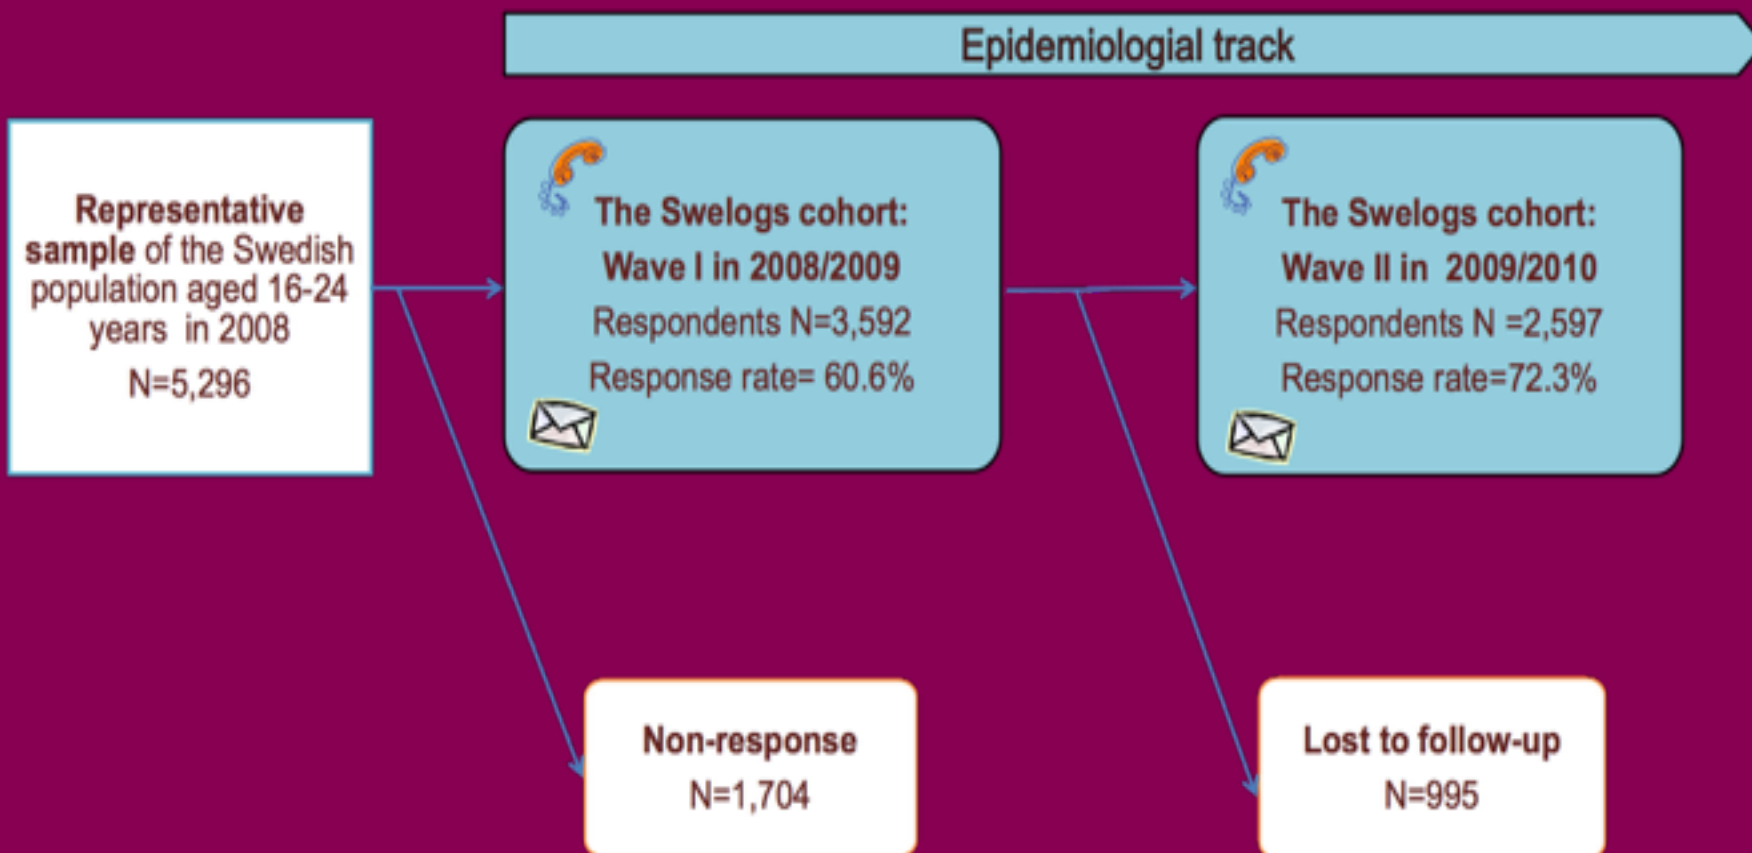 Epidemiologial track
Representative
sample of the Swedish
population aged 16-24
years in 2008
N=5,296
The Swelogs cohort:
Wave I in 2008/2009
Respondents N=3,592
Response rate= 60.6%
The Swelogs cohort:
Wave II in 2009/2010
Respondents N =2,597
Response rate=72.3%
Non-response
N=1,704
Lost to follow-up
N=995